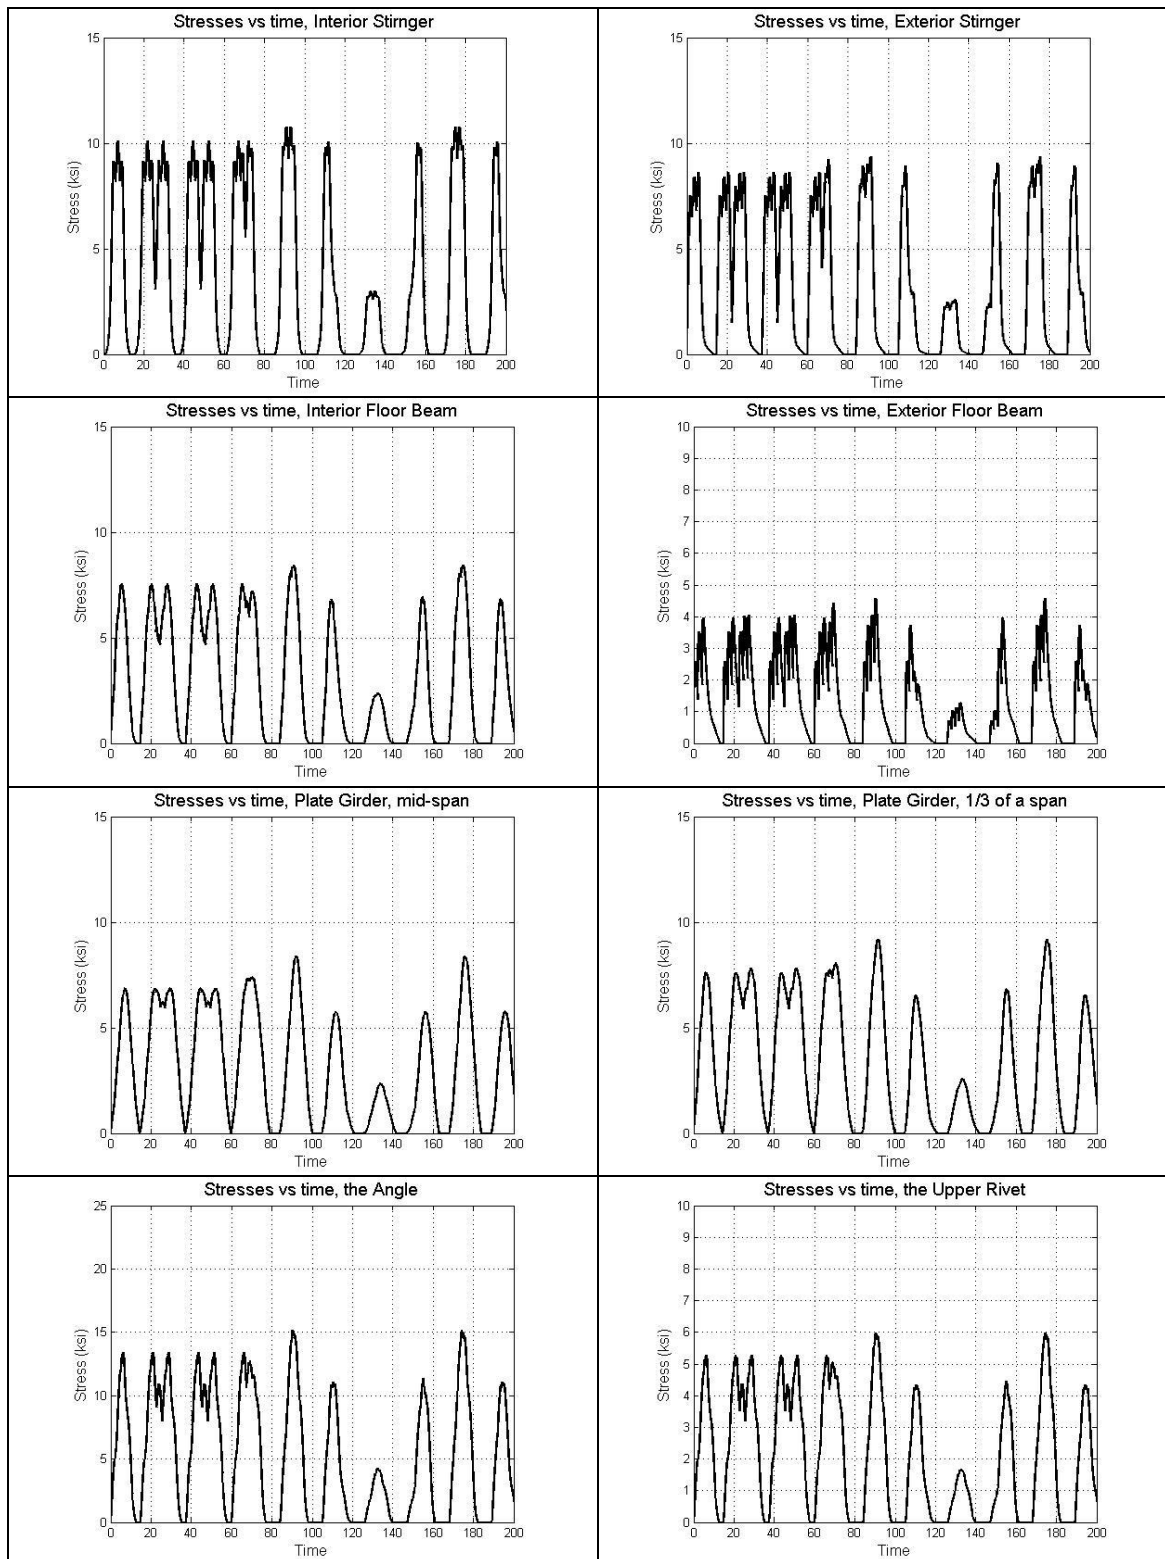 Stresses vs time, Interior Stirnger
15
10
5
0
Stress (ksi)
0 20 40 60 80 100 120 140 160 180 200
Time
Stresses vs time, Exterior Stirnger
15
10
5
0
Stress (ksi)
0 20 40 60 80 100 120 140 160 180 200
Time
Stresses vs time, Interior Floor Beam
15
10
5
0
Stress (ksi)
0 20 40 60 80 100 120 140 160 180 200
Time
Stresses vs time, Exterior Floor Beam
10
9
8
7
6
5
4
3
2
1
0
Stress (ksi)
0 20 40 60 80 100 120 140 160 180 200
Time
Stresses vs time, Plate Girder, mid-span
15
10
5
0
Stress (ksi)
0 20 40 60 80 100 120 140 160 180 200
Time
Stresses vs time, Plate Girder, 1/3 of a span
15
10
5
0
Stress (ksi)
0 20 40 60 80 100 120 140 160 180 200
Time
Stresses vs time, the Angle
25
20
15
10
5
0
Stress (ksi)
0 20 40 60 80 100 120 140 160 180 200
Time
Stresses vs time, the Upper Rivet
10
9
8
7
6
5
4
3
2
1
0
Stress (ksi)
0 20 40 60 80 100 120 140 160 180 200
Time